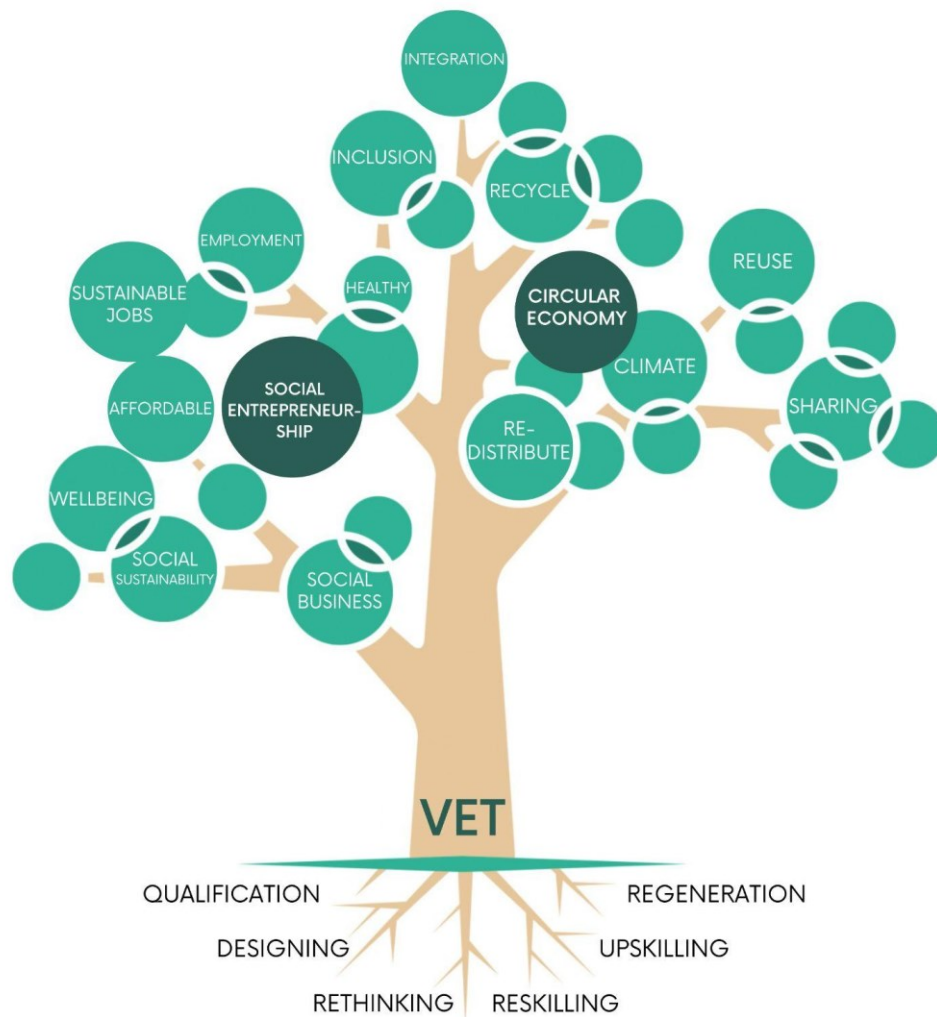 INTEGRATION
INCLUSION
RECYCLE
EMPLOYMENT
REUSE
HEALTHY
SUSTAINABLE
JOBS
CIRCULAR
ECONOMY
CLIMATE
SOCIAL
ENTREPRENEUR-
SHIP
AFFORDABLE
SHARING
RE-
DISTRIBUTE
WELLBEING
SOCIAL
SUSTAINABILITY
SOCIAL
BUSINESS
VET
QUALIFICATION
REGENERATION
DESIGNING
UPSKILLING
RETHINKING
RESKILLING